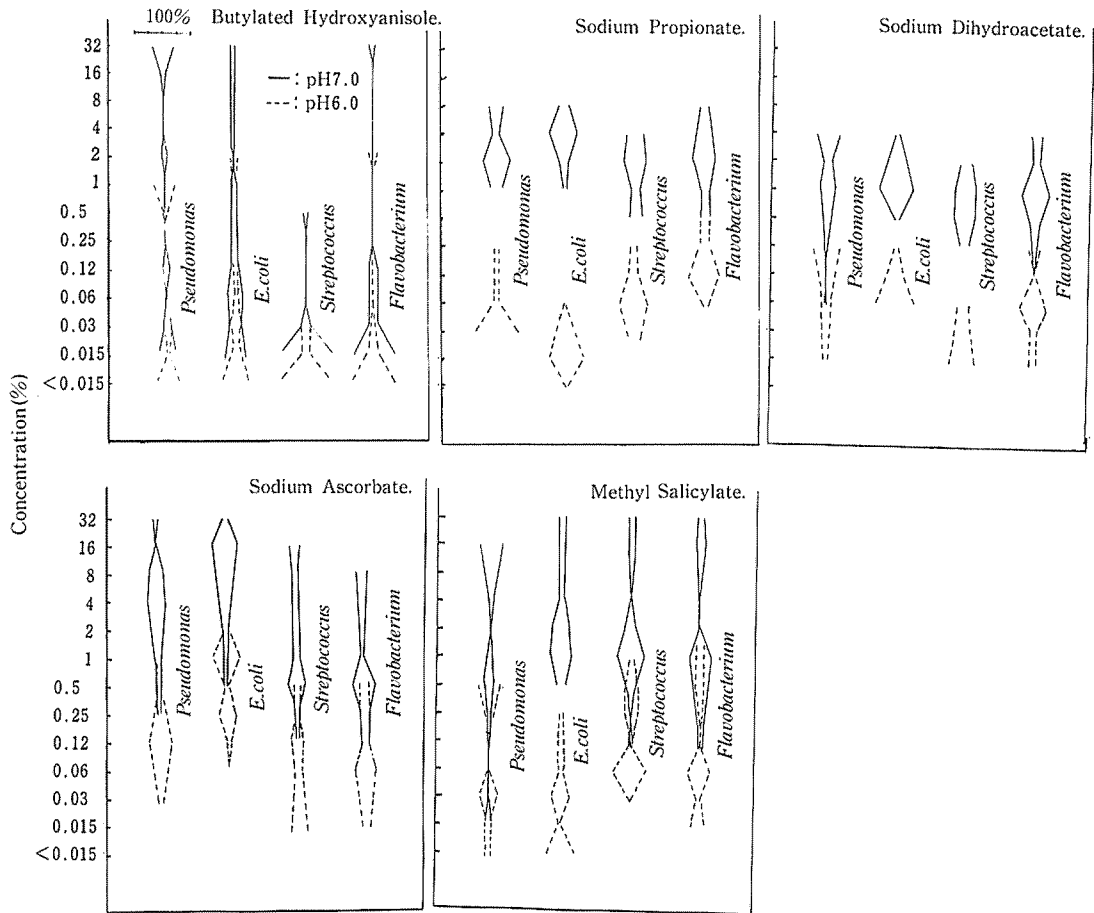 100%
Butylated Hydroxyanisole.
Sodium Propionate.
Sodium Dihydroacetate.
—: pH7.0
---: pH6.0
32
16
8
4
2
1
0.5
0.25
0.12
0.06
0.03
0.015
<0.015
Pseudomonas
E.coli
Streptococcus
Flavobacterium
Pseudomonas
E.coli
Streptococcus
Flavobacterium
Pseudomonas
E.coli
Streptococcus
Flavobacterium
Concentration(%)
Sodium Ascorbate.
Methyl Salicylate.
32
16
8
4
2
1
0.5
0.25
0.12
0.06
0.03
0.015
<0.015
Pseudomonas
E.coli
Streptococcus
Flavobacterium
Pseudomonas
E.coli
Streptococcus
Flavobacterium